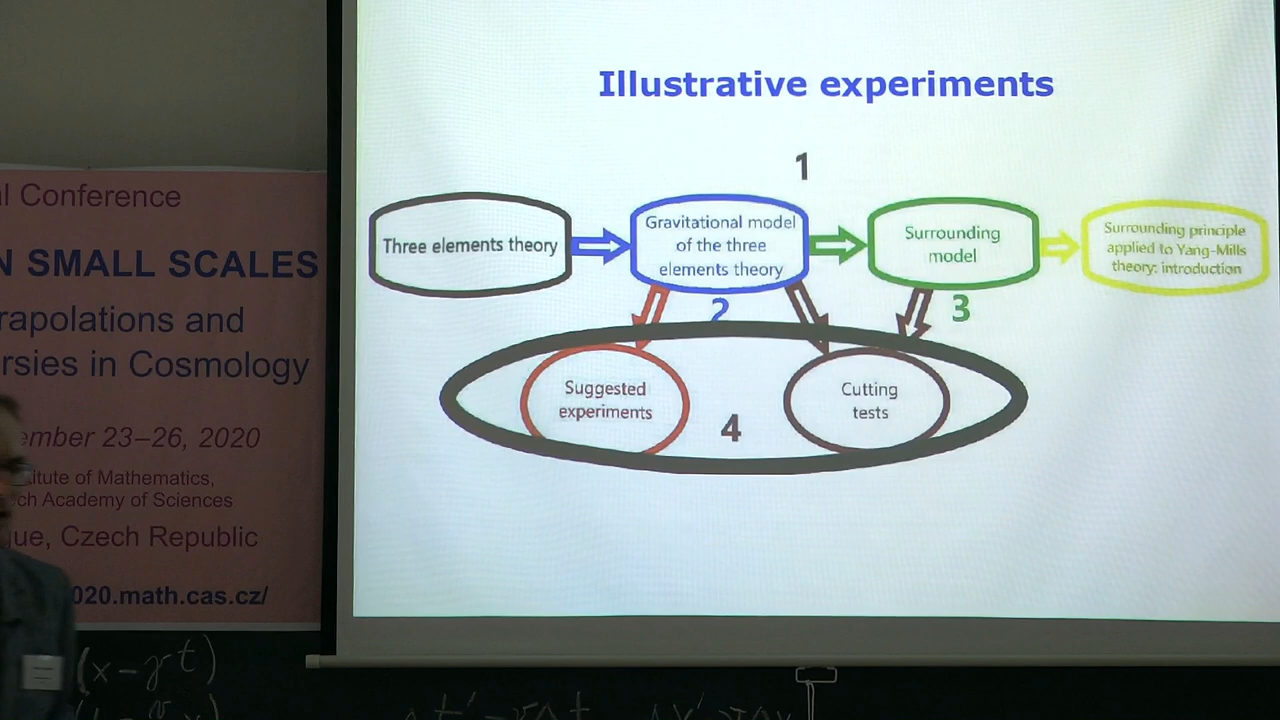 l Conference
N SMALL SCALES
rapolations and
rsies in Cosmology
ember 23–26, 2020
itute of Mathematics,
ch Academy of Sciences
ue, Czech Republic
020.math.cas.cz/
(x-γt)
Illustrative experiments
1
Three elements theory
Gravitational model
of the three
elements theory
Surrounding
model
Surrounding principle
applied to Yang-Mills
theory: introduction
2
3
Suggested
experiments
4
Cutting
tests